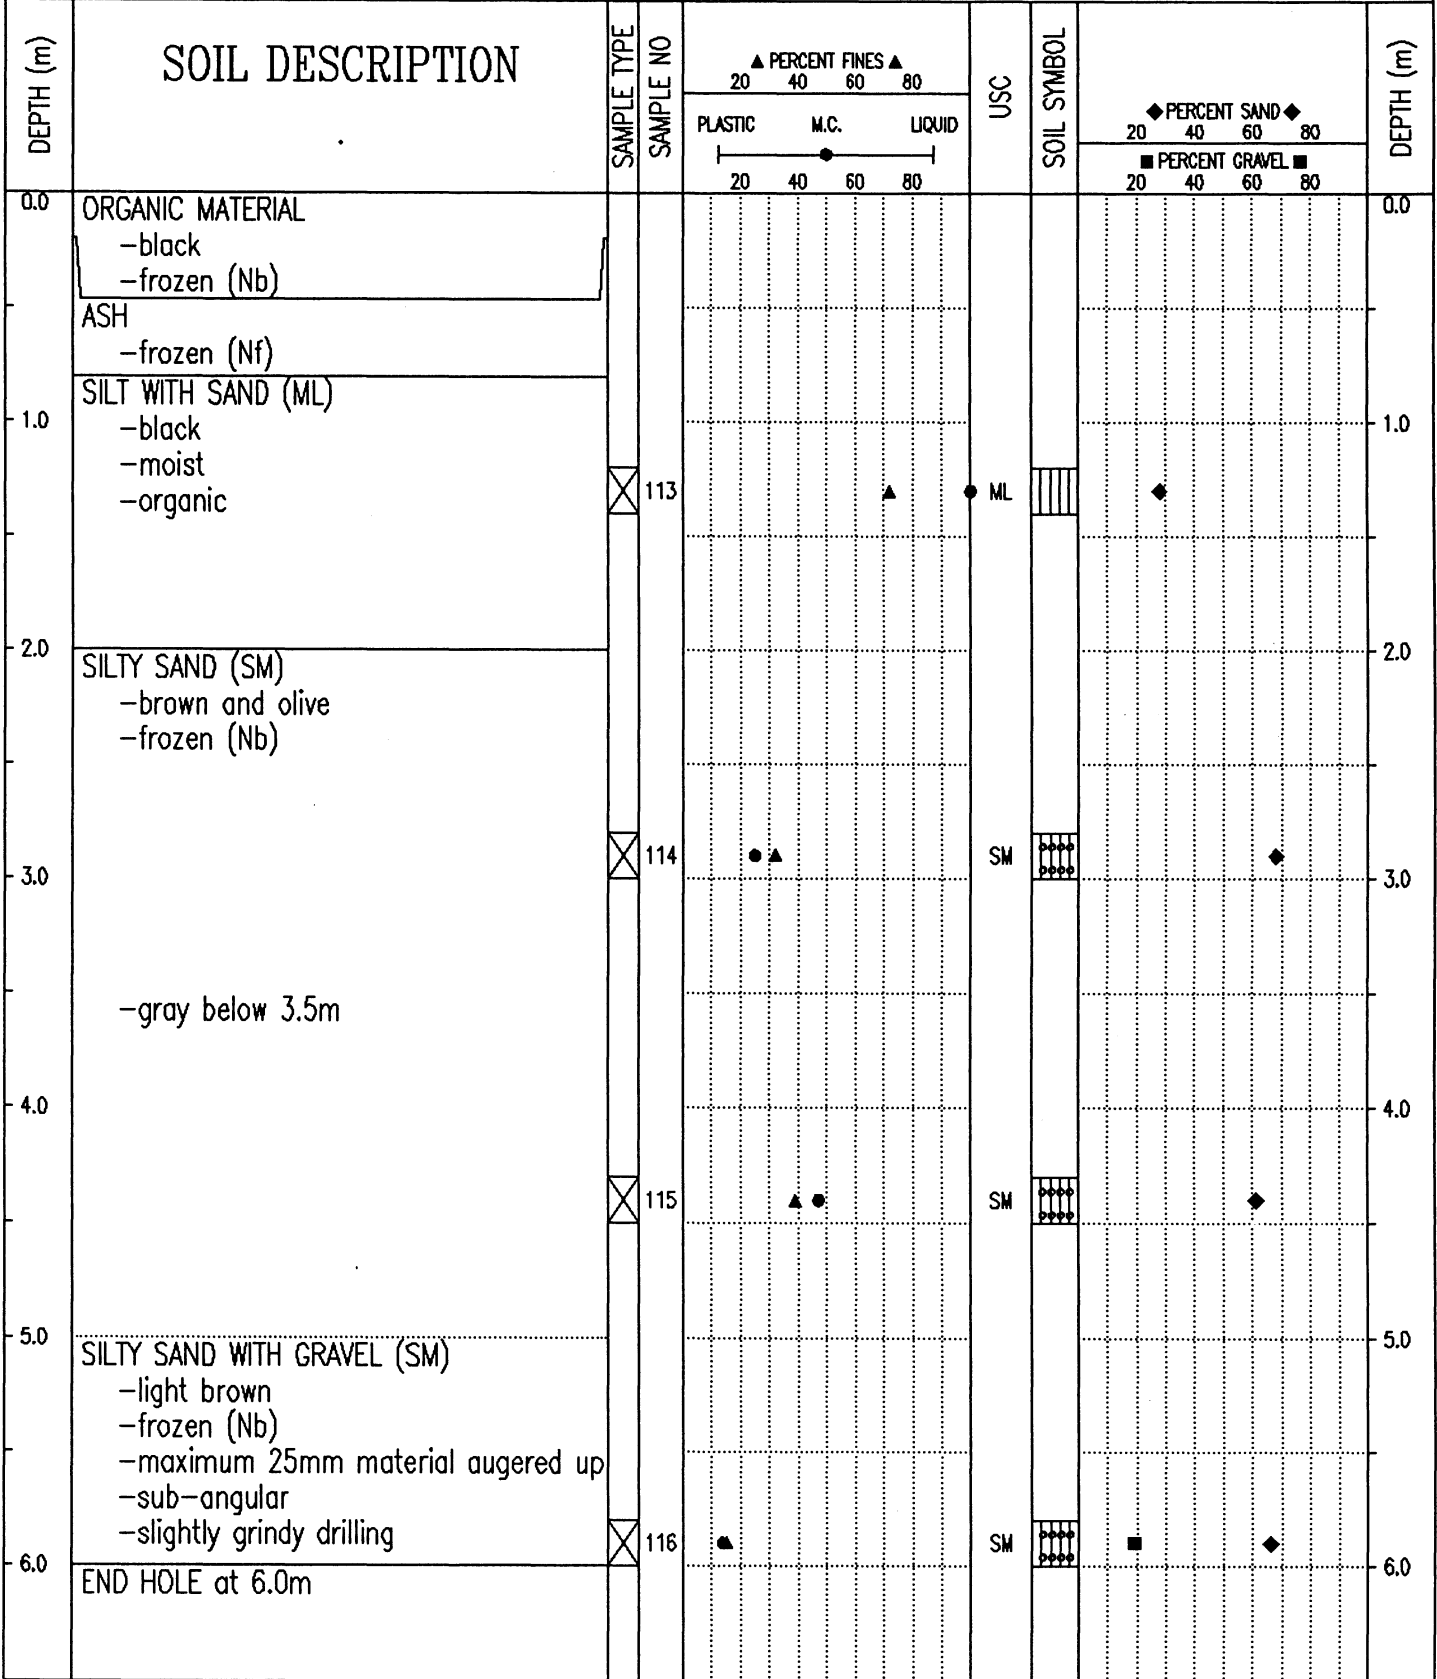 DEPTH (m)
SOIL DESCRIPTION
SAMPLE TYPE
SAMPLE NO
▲ PERCENT FINES ▲
20 40 60 80
PLASTIC M.C. LIQUID
20 40 60 80
USC
SOIL SYMBOL
◆ PERCENT SAND ◆
20 40 60 80
■ PERCENT GRAVEL ■
20 40 60 80
DEPTH (m)
0.0 0.0
ORGANIC MATERIAL
-black
-frozen (Nb)
ASH
-frozen (Nf)
SILT WITH SAND (ML)
1.0 1.0
-black
-moist
-organic
113 ML
2.0 2.0
SILTY SAND (SM)
-brown and olive
-frozen (Nb)
114 SM
3.0 3.0
-gray below 3.5m
4.0 4.0
115 SM
5.0 5.0
SILTY SAND WITH GRAVEL (SM)
-light brown
-frozen (Nb)
-maximum 25mm material augered up
-sub-angular
-slightly grindy drilling
116 SM
6.0 6.0
END HOLE at 6.0m